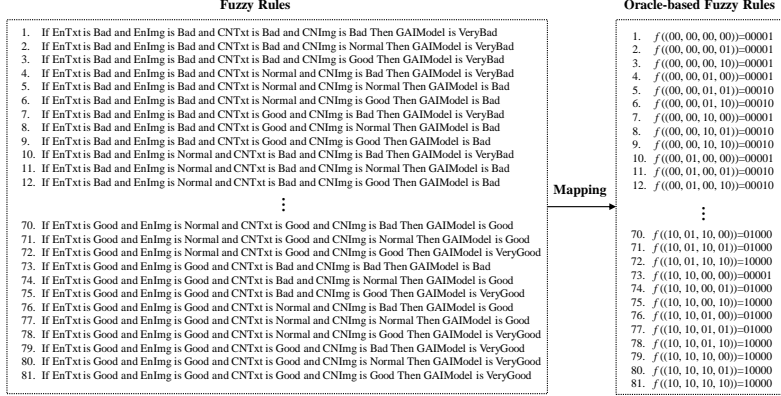 Fuzzy Rules
1. If EnTxt is Bad and EnImg is Bad and CNTxt is Bad and CNImg is Bad Then GAIModel is VeryBad
2. If EnTxt is Bad and EnImg is Bad and CNTxt is Bad and CNImg is Normal Then GAIModel is VeryBad
3. If EnTxt is Bad and EnImg is Bad and CNTxt is Bad and CNImg is Good Then GAIModel is VeryBad
4. If EnTxt is Bad and EnImg is Bad and CNTxt is Normal and CNImg is Bad Then GAIModel is VeryBad
5. If EnTxt is Bad and EnImg is Bad and CNTxt is Normal and CNImg is Normal Then GAIModel is Bad
6. If EnTxt is Bad and EnImg is Bad and CNTxt is Normal and CNImg is Good Then GAIModel is Bad
7. If EnTxt is Bad and EnImg is Bad and CNTxt is Good and CNImg is Bad Then GAIModel is VeryBad
8. If EnTxt is Bad and EnImg is Bad and CNTxt is Good and CNImg is Normal Then GAIModel is Bad
9. If EnTxt is Bad and EnImg is Bad and CNTxt is Good and CNImg is Good Then GAIModel is Bad
10. If EnTxt is Bad and EnImg is Normal and CNTxt is Bad and CNImg is Bad Then GAIModel is VeryBad
11. If EnTxt is Bad and EnImg is Normal and CNTxt is Bad and CNImg is Normal Then GAIModel is Bad
12. If EnTxt is Bad and EnImg is Normal and CNTxt is Bad and CNImg is Good Then GAIModel is Bad
⋮
70. If EnTxt is Good and EnImg is Normal and CNTxt is Good and CNImg is Bad Then GAIModel is Good
71. If EnTxt is Good and EnImg is Normal and CNTxt is Good and CNImg is Normal Then GAIModel is Good
72. If EnTxt is Good and EnImg is Normal and CNTxt is Good and CNImg is Good Then GAIModel is VeryGood
73. If EnTxt is Good and EnImg is Good and CNTxt is Bad and CNImg is Bad Then GAIModel is Bad
74. If EnTxt is Good and EnImg is Good and CNTxt is Bad and CNImg is Normal Then GAIModel is Good
75. If EnTxt is Good and EnImg is Good and CNTxt is Bad and CNImg is Good Then GAIModel is VeryGood
76. If EnTxt is Good and EnImg is Good and CNTxt is Normal and CNImg is Bad Then GAIModel is Good
77. If EnTxt is Good and EnImg is Good and CNTxt is Normal and CNImg is Normal Then GAIModel is Good
78. If EnTxt is Good and EnImg is Good and CNTxt is Normal and CNImg is Good Then GAIModel is VeryGood
79. If EnTxt is Good and EnImg is Good and CNTxt is Good and CNImg is Bad Then GAIModel is VeryGood
80. If EnTxt is Good and EnImg is Good and CNTxt is Good and CNImg is Normal Then GAIModel is VeryGood
81. If EnTxt is Good and EnImg is Good and CNTxt is Good and CNImg is Good Then GAIModel is VeryGood
Mapping
Oracle-based Fuzzy Rules
1. f((00, 00, 00, 00))=00001
2. f((00, 00, 00, 01))=00001
3. f((00, 00, 00, 10))=00001
4. f((00, 00, 01, 00))=00001
5. f((00, 00, 01, 01))=00010
6. f((00, 00, 01, 10))=00010
7. f((00, 00, 10, 00))=00001
8. f((00, 00, 10, 01))=00010
9. f((00, 00, 10, 10))=00010
10. f((00, 01, 00, 00))=00001
11. f((00, 01, 00, 01))=00010
12. f((00, 01, 00, 10))=00010
⋮
70. f((10, 01, 10, 00))=01000
71. f((10, 01, 10, 01))=01000
72. f((10, 01, 10, 10))=10000
73. f((10, 10, 00, 00))=00001
74. f((10, 10, 00, 01))=01000
75. f((10, 10, 00, 10))=10000
76. f((10, 10, 01, 00))=01000
77. f((10, 10, 01, 01))=01000
78. f((10, 10, 01, 10))=10000
79. f((10, 10, 10, 00))=10000
80. f((10, 10, 10, 01))=10000
81. f((10, 10, 10, 10))=10000